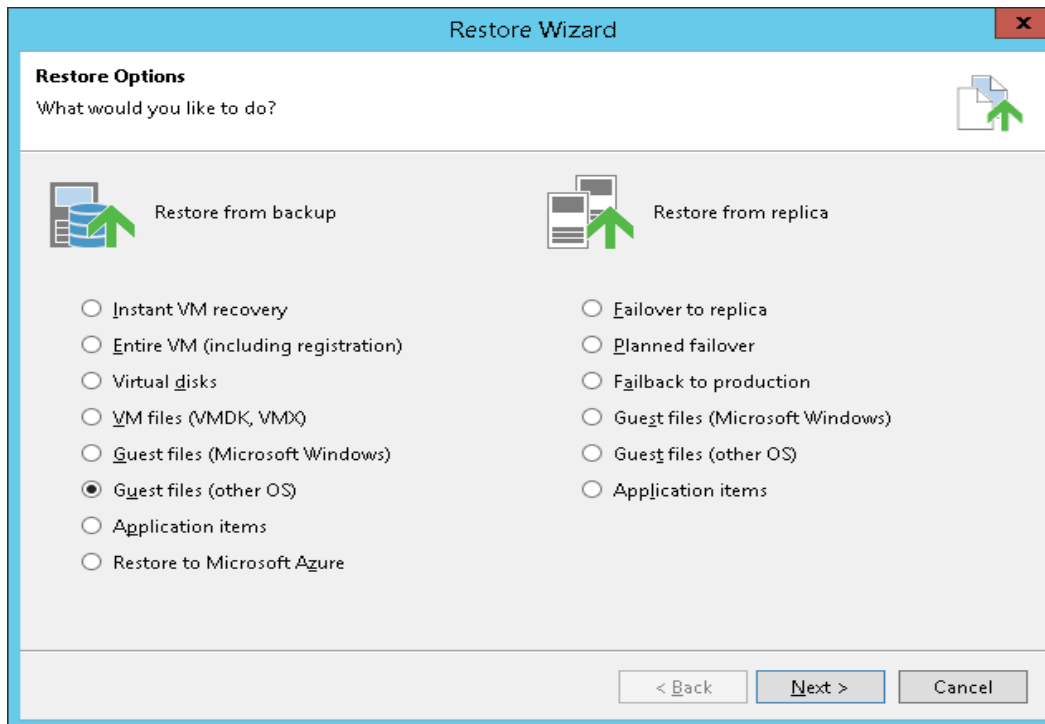 Restore Wizard
x
Restore Options
What would you like to do?
Restore from backup
Instant VM recovery
Entire VM (including registration)
Virtual disks
VM files (VMDK, VMX)
Guest files (Microsoft Windows)
Guest files (other OS)
Application items
Restore to Microsoft Azure
Restore from replica
Failover to replica
Planned failover
Failback to production
Guest files (Microsoft Windows)
Guest files (other OS)
Application items
< Back
Next >
Cancel